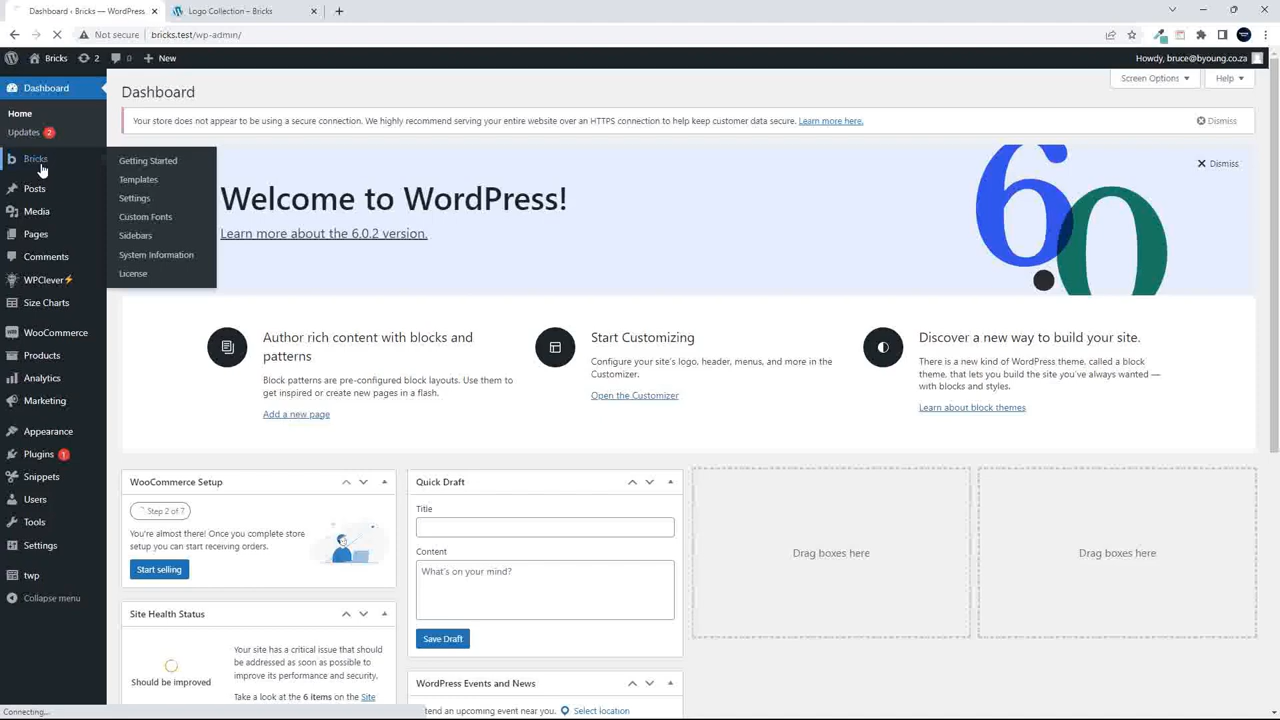 Dashboard ‹ Bricks — WordPress
Logo Collection – Bricks
Not secure
bricks.test/wp-admin/
Bricks
2
0
New
Howdy, bruce@byoung.co.za
Dashboard
Home
Updates 2
Bricks
Posts
Media
Pages
Comments
WPClever⚡
Size Charts
WooCommerce
Products
Analytics
Marketing
Appearance
Plugins 1
Snippets
Users
Tools
Settings
twp
Collapse menu
Getting Started
Templates
Settings
Custom Fonts
Sidebars
System Information
License
Screen Options
Help
Dashboard
Your store does not appear to be using a secure connection. We highly recommend serving your entire website over an HTTPS connection to help keep customer data secure. Learn more here.
Dismiss
Welcome to WordPress!
Learn more about the 6.0.2 version.
Dismiss
6.0
Author rich content with blocks and
patterns
Block patterns are pre-configured block layouts. Use them to
get inspired or create new pages in a flash.
Add a new page
Start Customizing
Configure your site's logo, header, menus, and more in the
Customizer.
Open the Customizer
Discover a new way to build your site.
There is a new kind of WordPress theme, called a block
theme, that lets you build the site you've always wanted —
with blocks and styles.
Learn about block themes
WooCommerce Setup
Step 2 of 7
You're almost there! Once you complete store
setup you can start receiving orders.
Start selling
Site Health Status
Should be improved
Your site has a critical issue that should
be addressed as soon as possible to
improve its performance and security.
Take a look at the 6 items on the Site
Quick Draft
Title
Content
What's on your mind?
Save Draft
WordPress Events and News
tend an upcoming event near you.
Select location
Drag boxes here
Drag boxes here
Connecting...